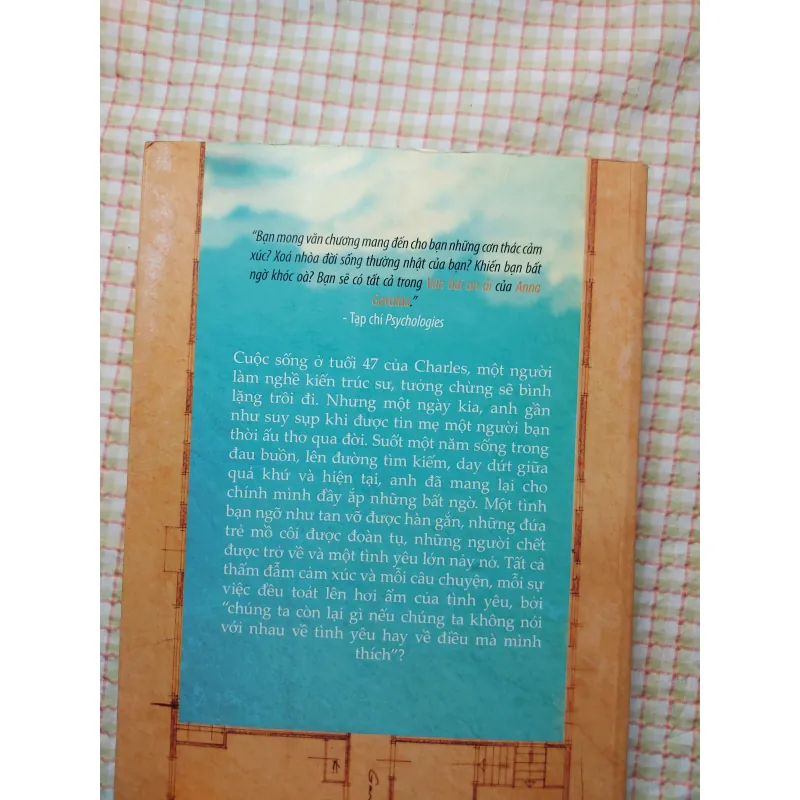 “Bạn mong văn chương mang đến cho bạn những cơn thác cảm
xúc? Xoá nhòa đời sống thường nhật của bạn? Khiến bạn bất
ngờ khóc oà? Bạn sẽ có tất cả trong của Anna
Gavalda.”
- Tạp chí Psychologies
Cuộc sống ở tuổi 47 của Charles, một người
làm nghề kiến trúc sư, tưởng chừng sẽ bình
lặng trôi đi. Nhưng một ngày kia, anh gần
như suy sụp khi được tin mẹ một người bạn
thời ấu thơ qua đời. Suốt một năm sống trong
đau buồn, lên đường tìm kiếm, day dứt giữa
quá khứ và hiện tại, anh đã mang lại cho
chính mình đầy ắp những bất ngờ. Một tình
bạn ngỡ như tan vỡ được hàn gắn, những đứa
trẻ mồ côi được đoàn tụ, những người chết
được trở về và một tình yêu lớn nảy nở. Tất cả
thấm đẫm cảm xúc và mỗi câu chuyện, mỗi sự
việc đều toát lên hơi ấm của tình yêu, bởi
“chúng ta còn lại gì nếu chúng ta không nói
với nhau về tình yêu hay về điều mà mình
thích”?